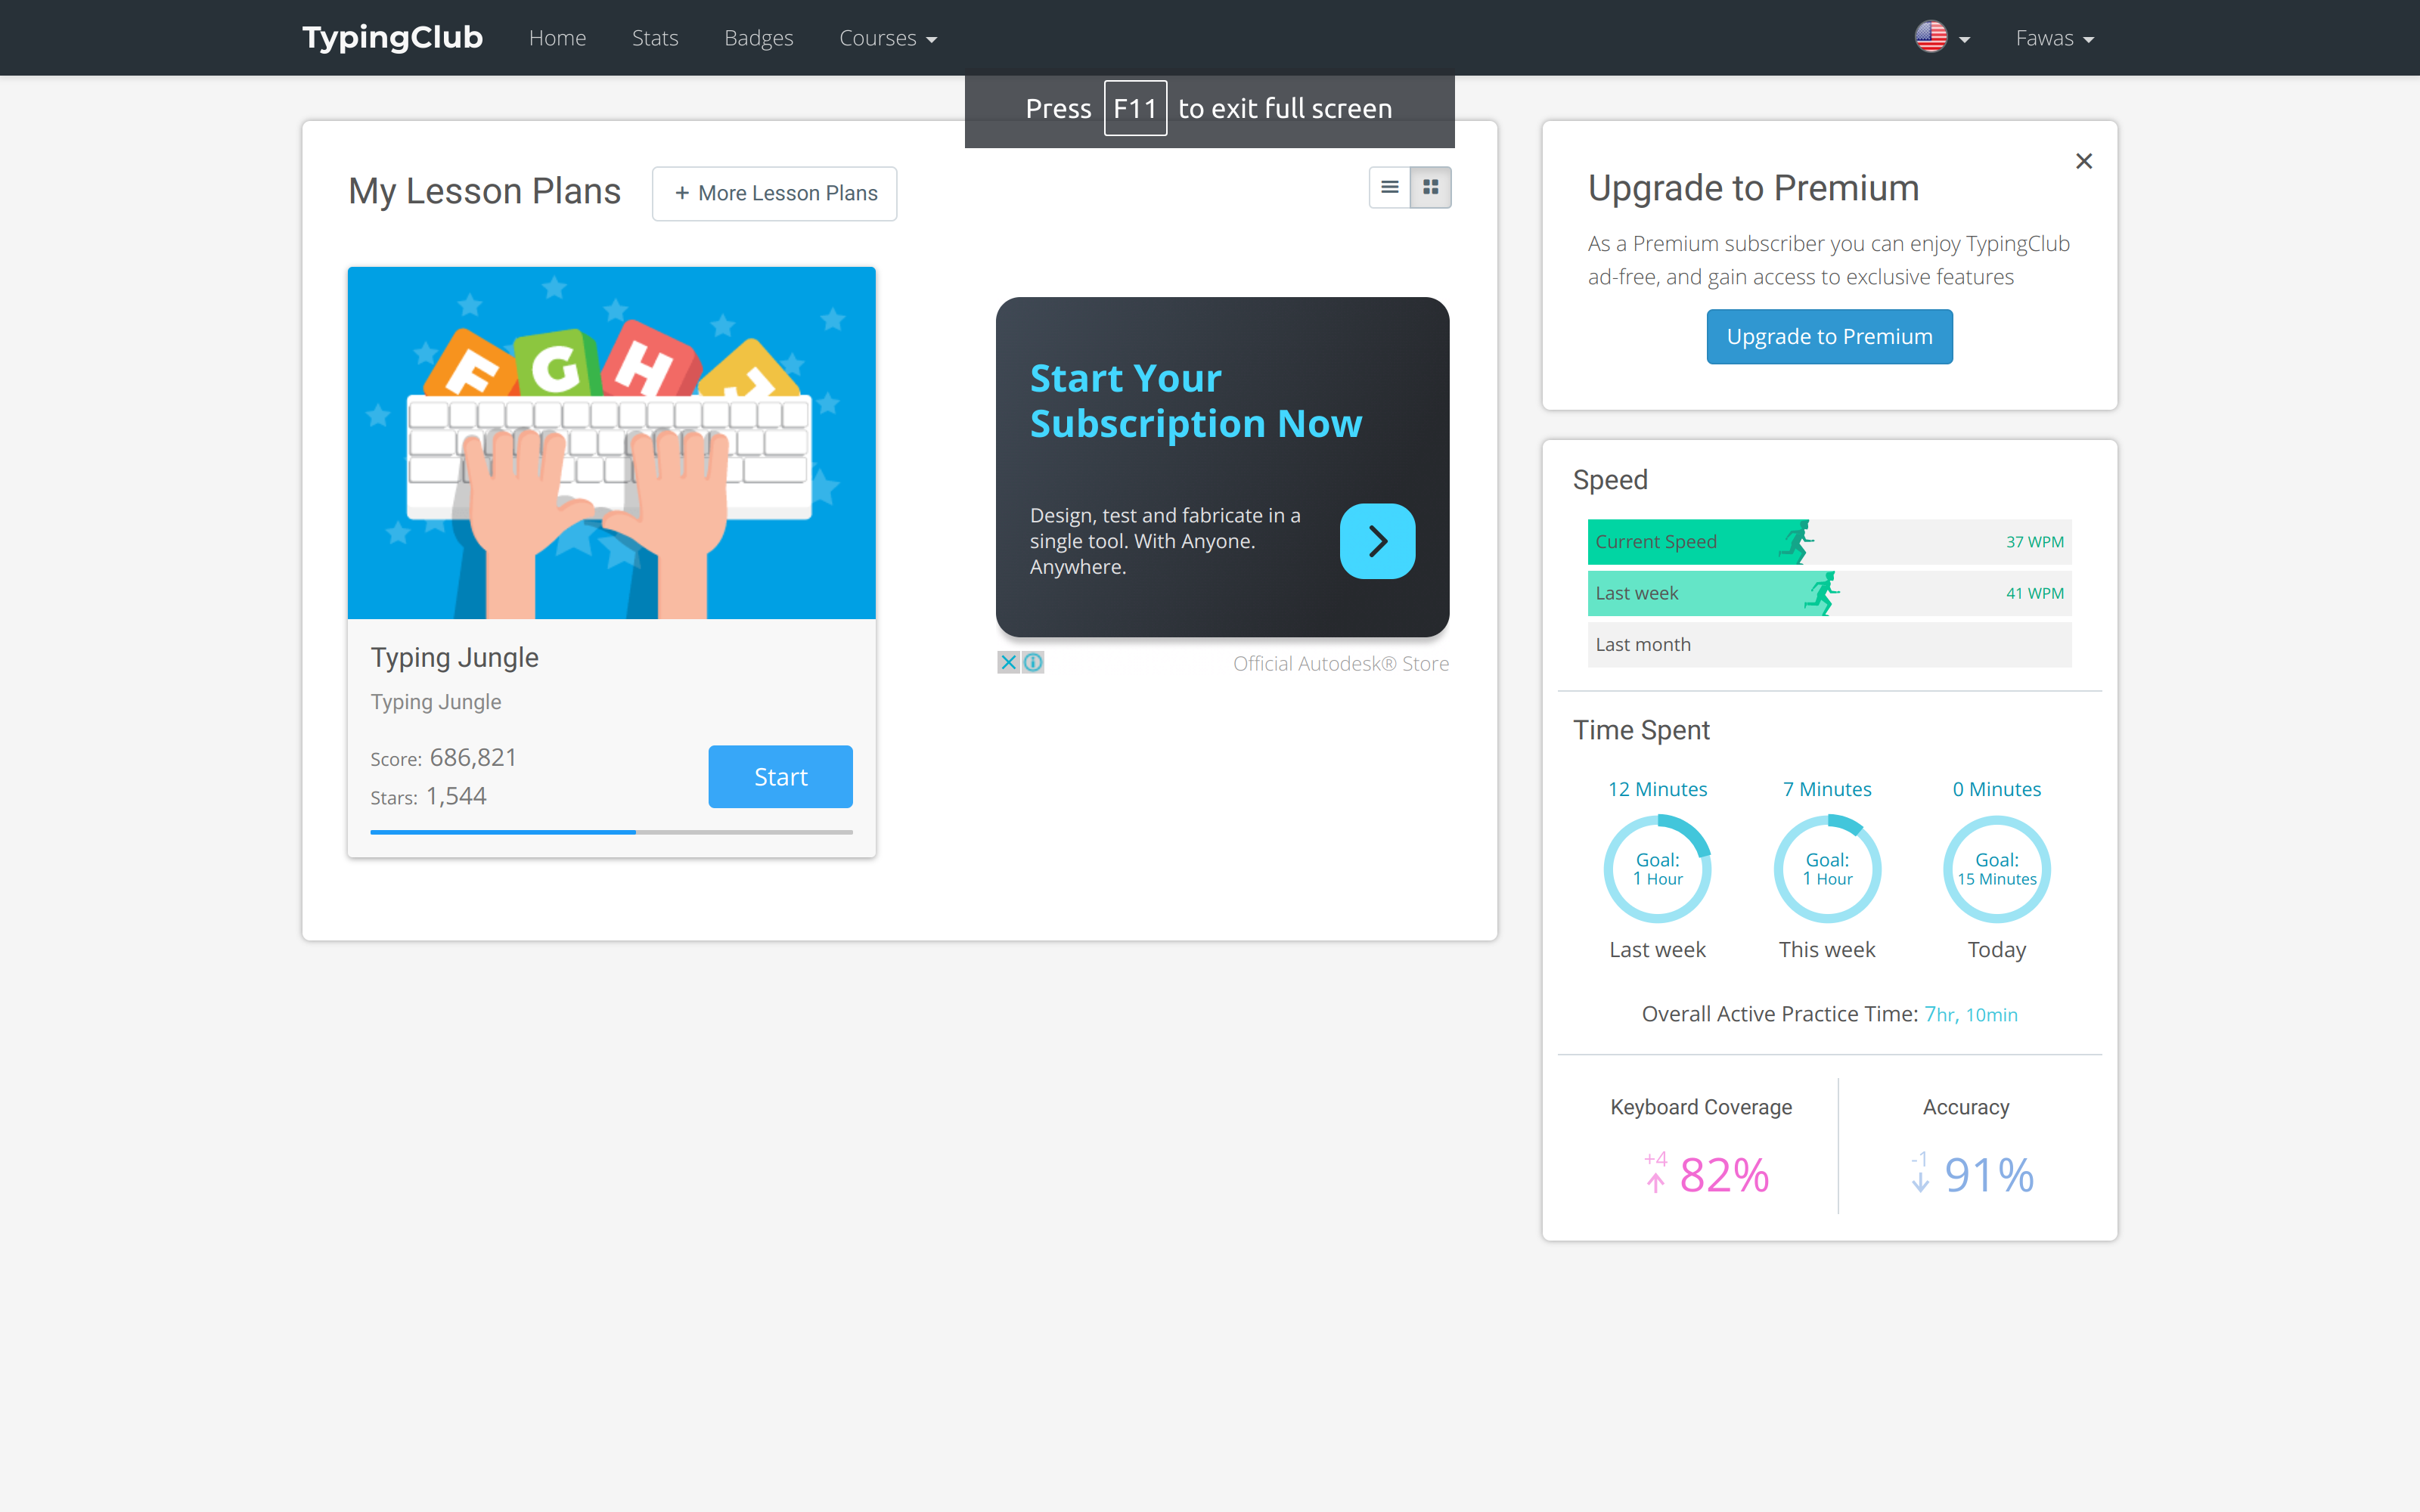 TypingClub Home Stats Badges Courses Fawas
Press F11 to exit full screen
My Lesson Plans + More Lesson Plans
F G H J
Typing Jungle
Typing Jungle
Score: 686,821
Stars: 1,544
Start
Start Your
Subscription Now
Design, test and fabricate in a
single tool. With Anyone.
Anywhere.
Official Autodesk® Store
Upgrade to Premium
As a Premium subscriber you can enjoy TypingClub
ad-free, and gain access to exclusive features
Upgrade to Premium
Speed
Current Speed 37 WPM
Last week 41 WPM
Last month
Time Spent
12 Minutes 7 Minutes 0 Minutes
Goal: Goal: Goal:
1 Hour 1 Hour 15 Minutes
Last week This week Today
Overall Active Practice Time: 7hr, 10min
Keyboard Coverage Accuracy
+4 82% -1 91%